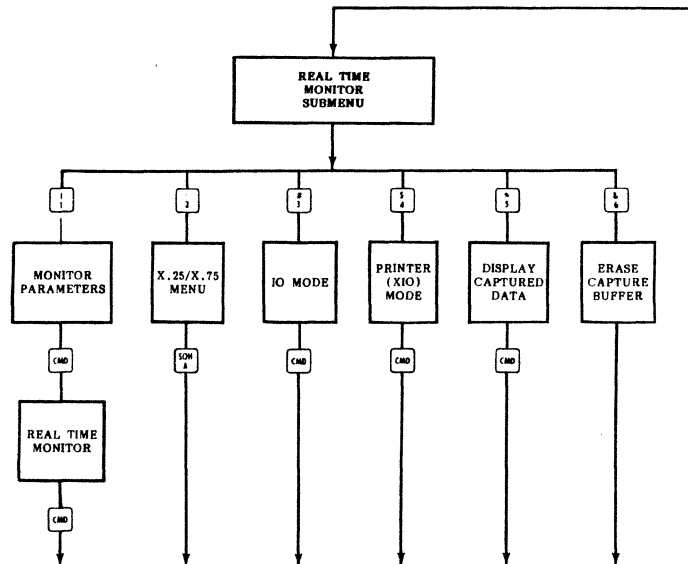 REAL TIME
MONITOR
SUBMENU
!
1
2
#
3
$
4
%
5
&
6
MONITOR
PARAMETERS
X.25/X.75
MENU
IO MODE
PRINTER
(XIO)
MODE
DISPLAY
CAPTURED
DATA
ERASE
CAPTURE
BUFFER
CMD
SOH
A
CMD
CMD
CMD
REAL TIME
MONITOR
CMD